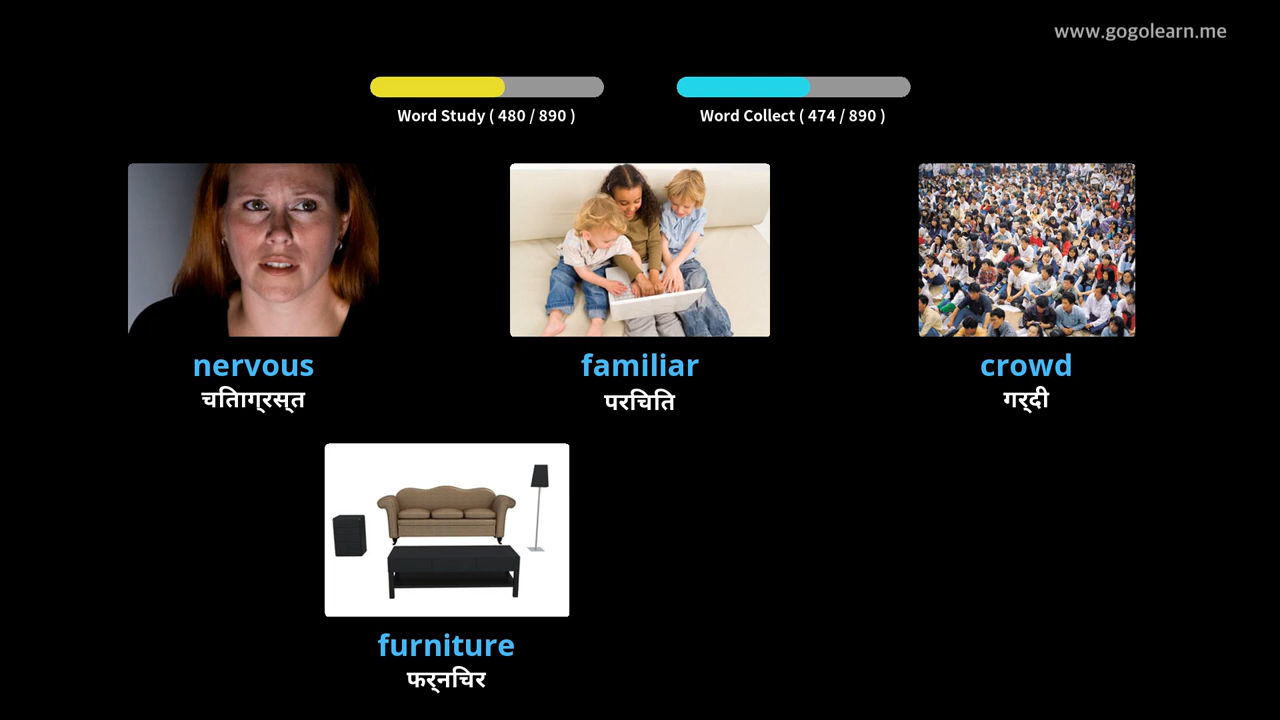 www.gogolearn.me
Word Study ( 480 / 890 )
Word Collect ( 474 / 890 )
nervous
familiar
crowd
चतिाग्रस्त
परचिति
गर्दी
furniture
फर्नचिर